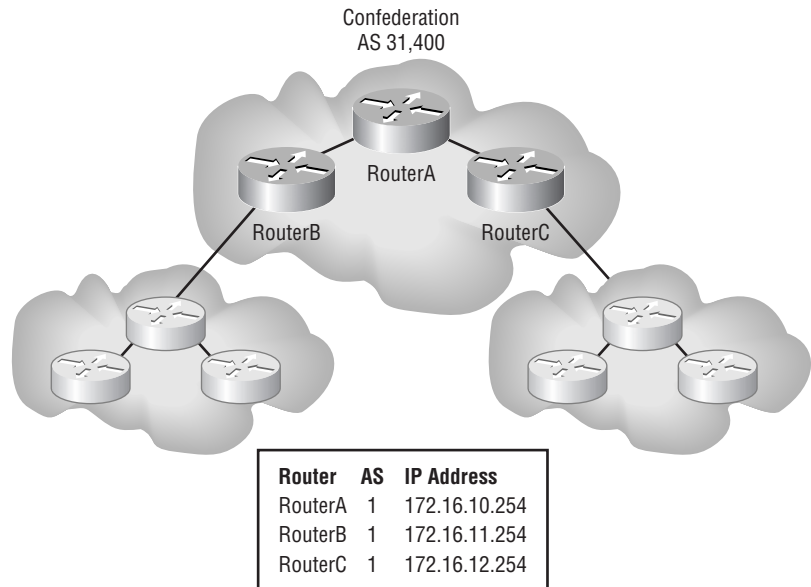 Confederation
AS 31,400
RouterA
RouterB
RouterC
Router AS IP Address
RouterA 1 172.16.10.254
RouterB 1 172.16.11.254
RouterC 1 172.16.12.254